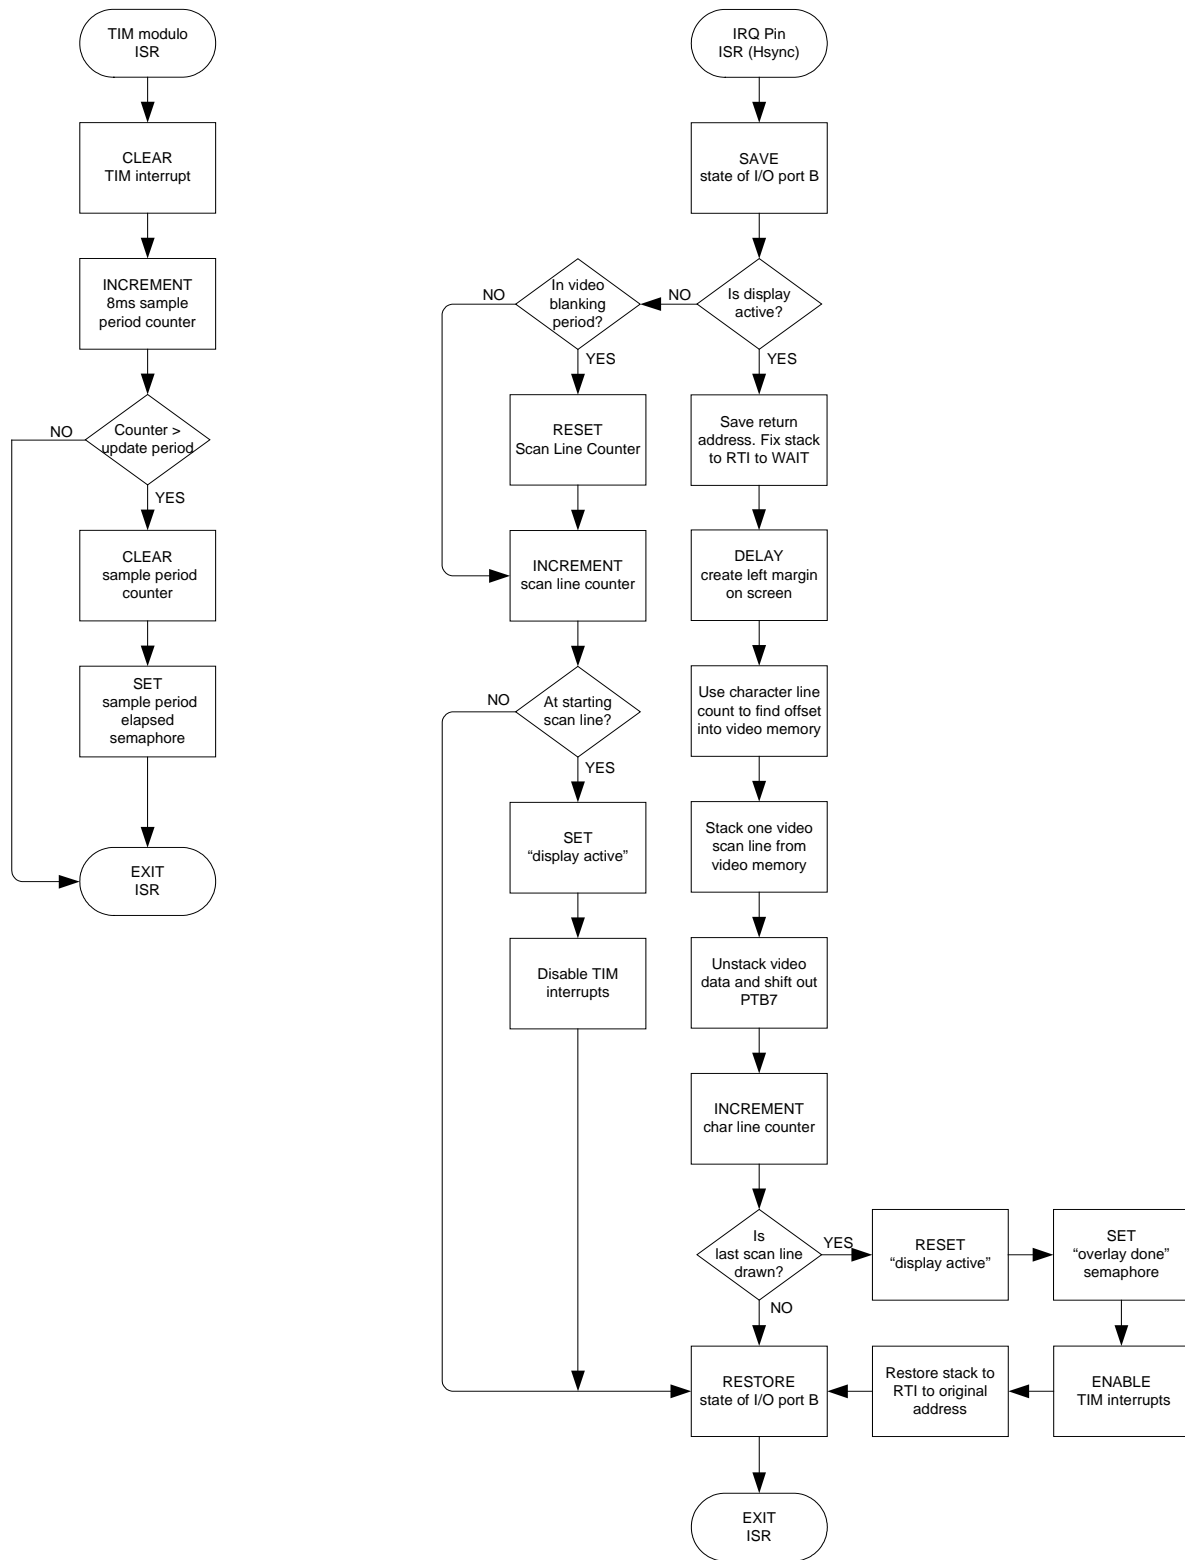 TIM modulo
ISR
CLEAR
TIM interrupt
INCREMENT
8ms sample
period counter
Counter >
update period
NO
YES
CLEAR
sample period
counter
SET
sample period
elapsed
semaphore
EXIT
ISR
IRQ Pin
ISR (Hsync)
SAVE
state of I/O port B
Is display
active?
NO
YES
In video
blanking
period?
NO
YES
RESET
Scan Line Counter
INCREMENT
scan line counter
At starting
scan line?
NO
YES
SET
“display active”
Disable TIM
interrupts
Save return
address. Fix stack
to RTI to WAIT
DELAY
create left margin
on screen
Use character line
count to find offset
into video memory
Stack one video
scan line from
video memory
Unstack video
data and shift out
PTB7
INCREMENT
char line counter
Is
last scan line
drawn?
YES
NO
RESET
“display active”
SET
“overlay done”
semaphore
ENABLE
TIM interrupts
Restore stack to
RTI to original
address
RESTORE
state of I/O port B
EXIT
ISR